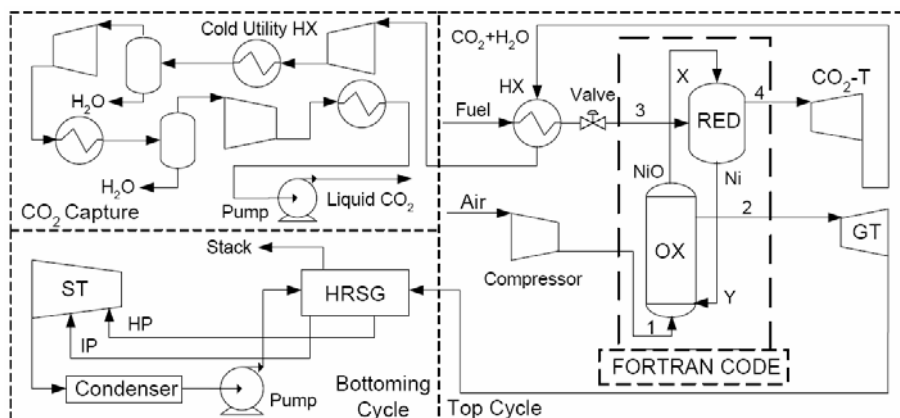 Cold Utility HX
H₂O
H₂O
Pump
Liquid CO₂
CO₂ Capture
CO₂+H₂O
HX
Valve
Fuel
3
X
RED
4
CO₂-T
NiO
Ni
Air
2
GT
OX
Compressor
Y
1
FORTRAN CODE
Top Cycle
Stack
ST
HRSG
HP
IP
Condenser
Pump
Bottoming
Cycle